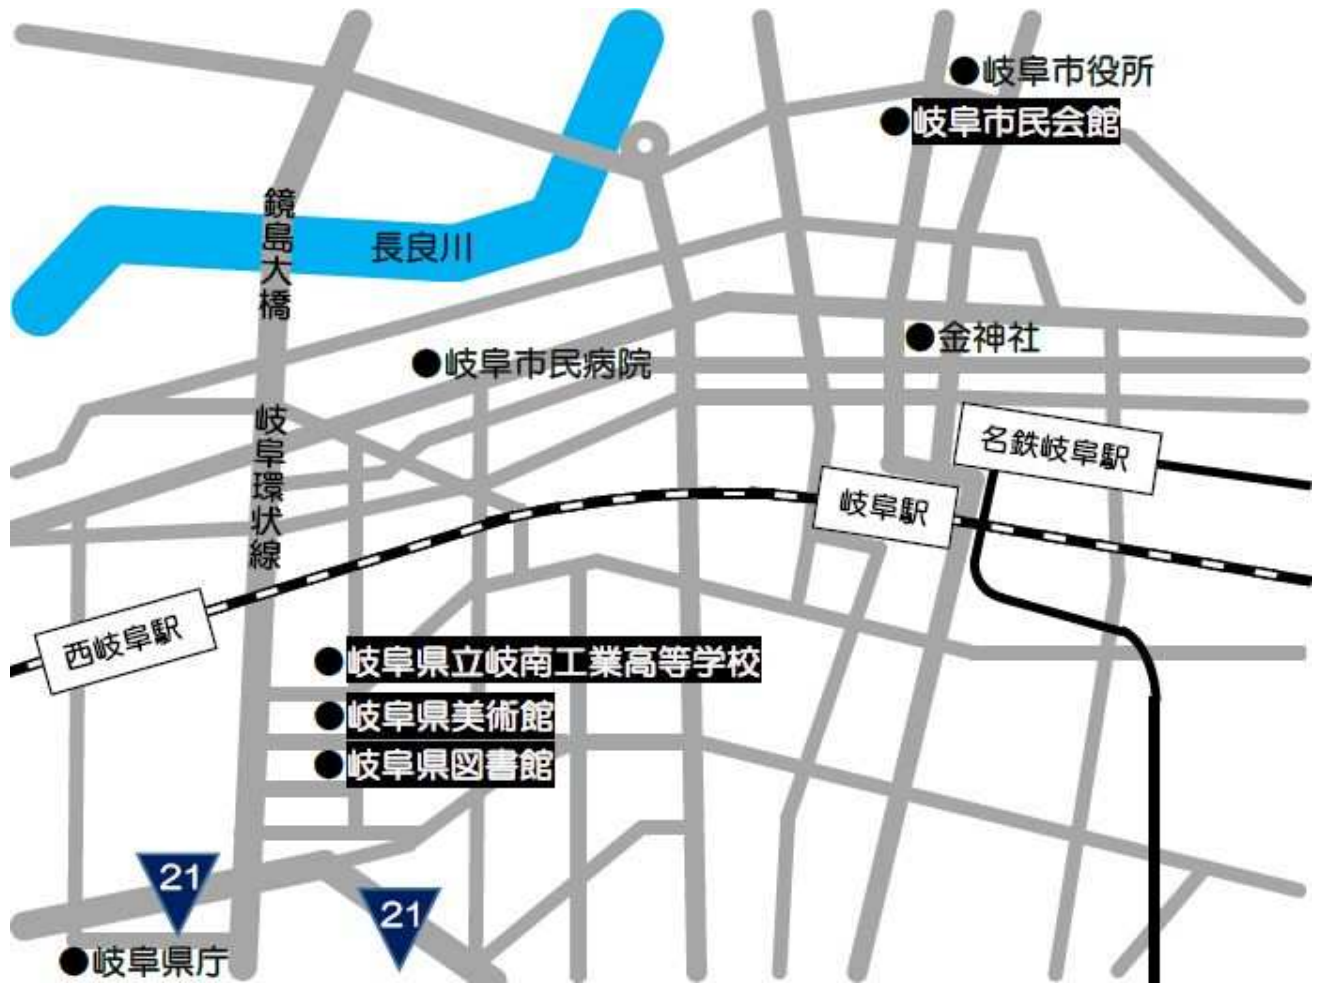 岐阜市役所
岐阜市民会館
鏡島大橋
長良川
金神社
岐阜市民病院
岐阜環状線
名鉄岐阜駅
岐阜駅
西岐阜駅
岐阜県立岐南工業高等学校
岐阜県美術館
岐阜県図書館
21
21
岐阜県庁